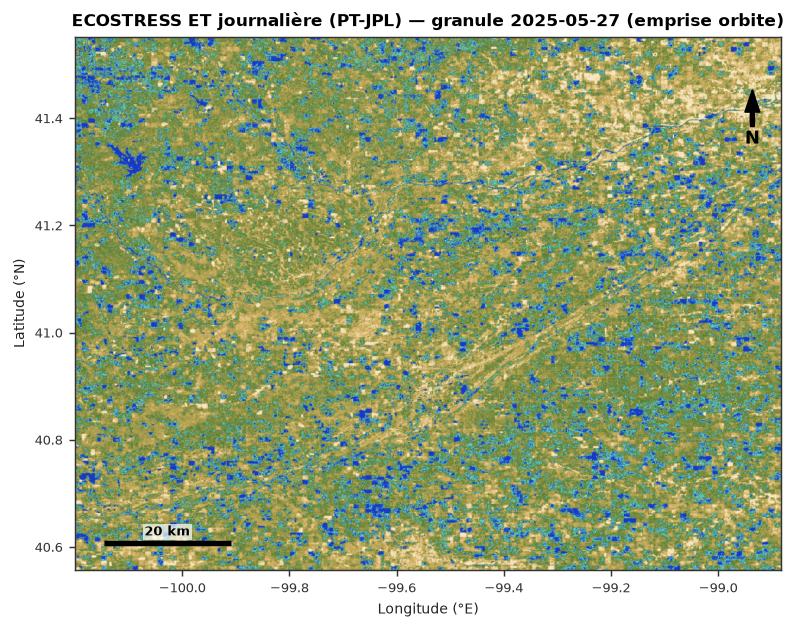 ECOSTRESS ET journalière (PT-JPL) — granule 2025-05-27 (emprise orbite)
41.4
41.2
41.0
40.8
40.6
Latitude (°N)
N
20 km
−100.0 −99.8 −99.6 −99.4 −99.2 −99.0
Longitude (°E)